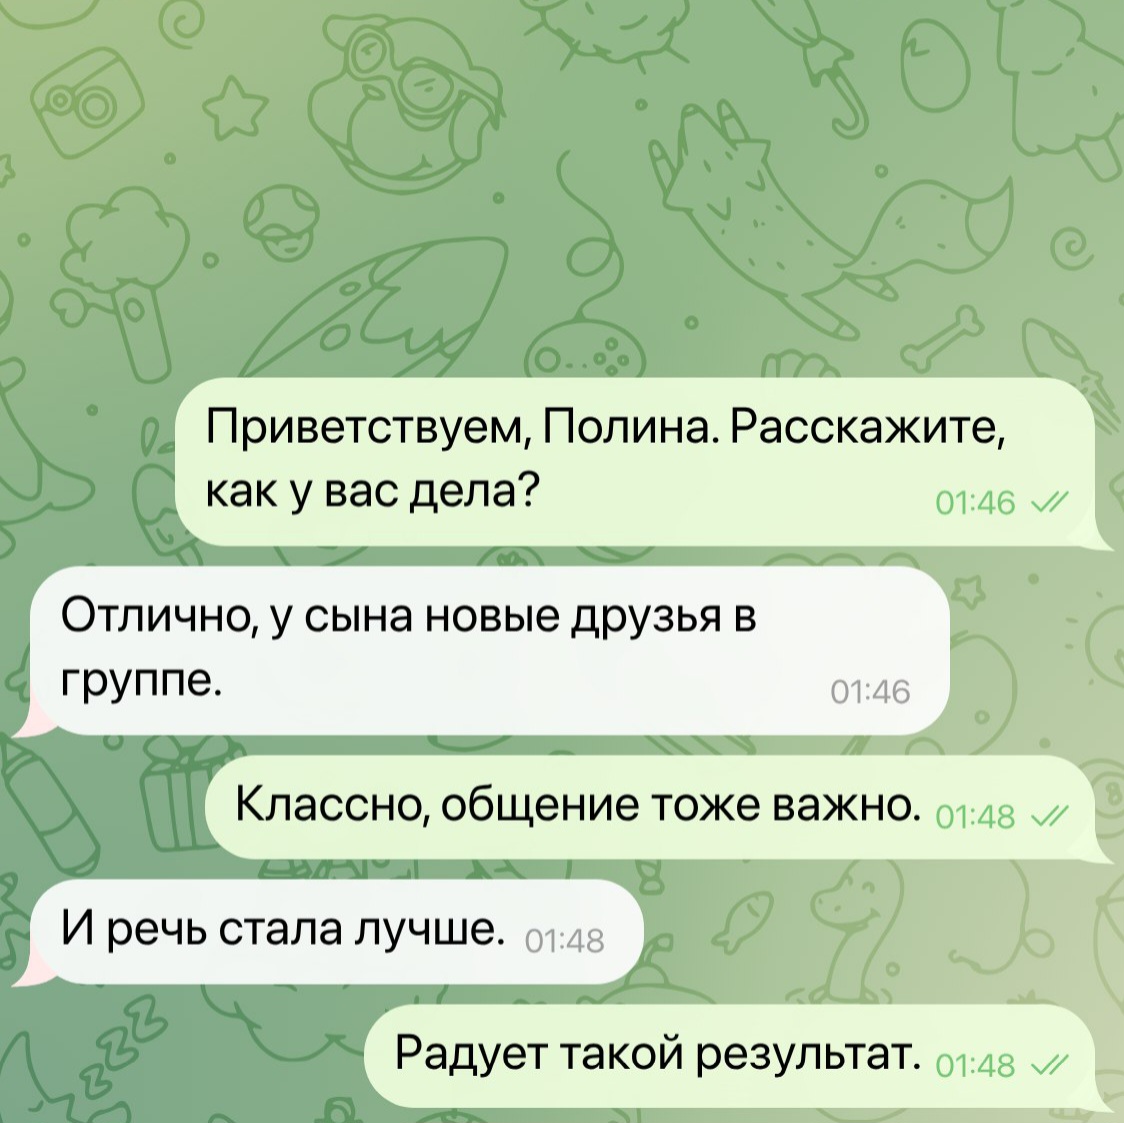 Приветствуем, Полина. Расскажите,
как у вас дела?
01:46
Отлично, у сына новые друзья в
группе.
01:46
Классно, общение тоже важно. 01:48
И речь стала лучше. 01:48
Радует такой результат. 01:48